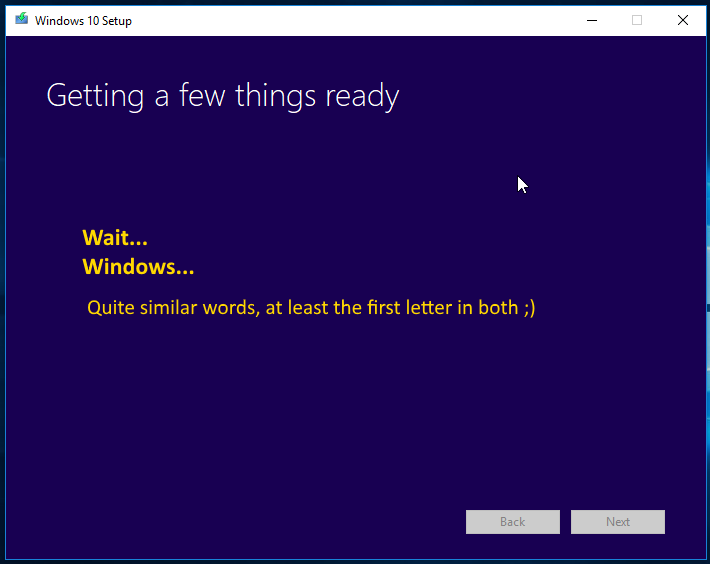 Windows 10 Setup
Getting a few things ready
Wait...
Windows...
Quite similar words, at least the first letter in both ;)
Back
Next